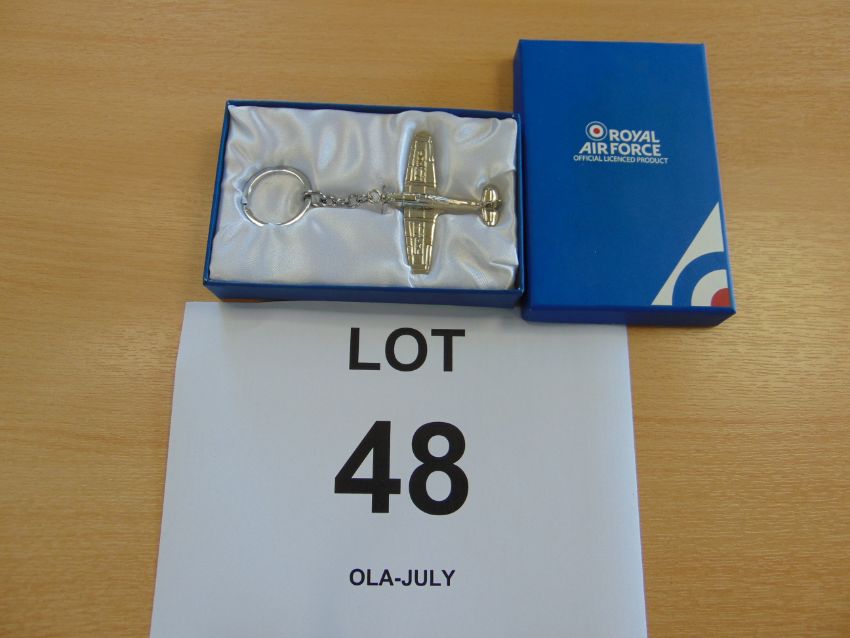 ROYAL
AIR FORCE
OFFICIAL LICENCED PRODUCT
LOT
48
OLA-JULY